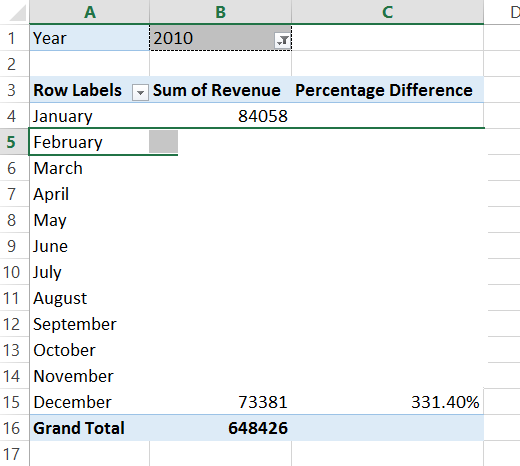 A B C D
1 Year 2010
2
3 Row Labels Sum of Revenue Percentage Difference
4 January 84058
5 February
6 March
7 April
8 May
9 June
10 July
11 August
12 September
13 October
14 November
15 December 73381 331.40%
16 Grand Total 648426
17